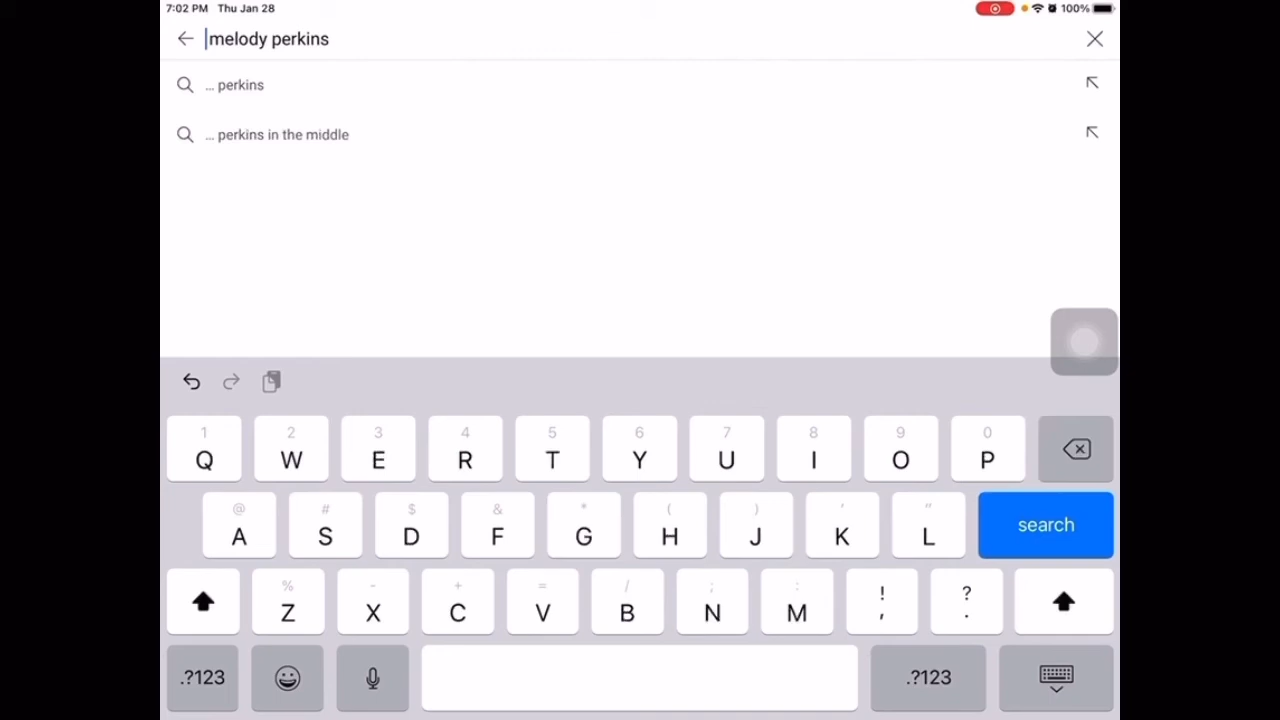 7:02 PM Thu Jan 28 100%
melody perkins
... perkins
... perkins in the middle
1 2 3 4 5 6 7 8 9 0
Q W E R T Y U I O P
@ # $ & * ( ) ' "
A S D F G H J K L search
% - + = / ; : ! ?
Z X C V B N M , .
.?123 .?123